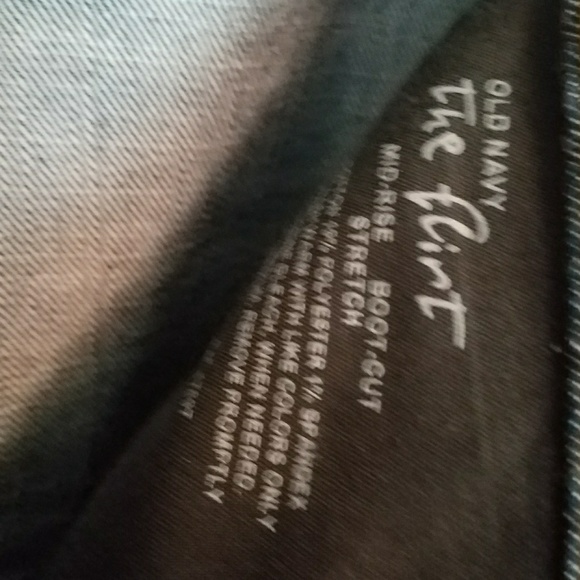 OLD NAVY
the flirt
MID-RISE BOOT-CUT
STRETCH
POLYESTER 1% SPANDEX
WASH WITH LIKE COLORS ONLY
BLEACH WHEN NEEDED
REMOVE PROMPTLY